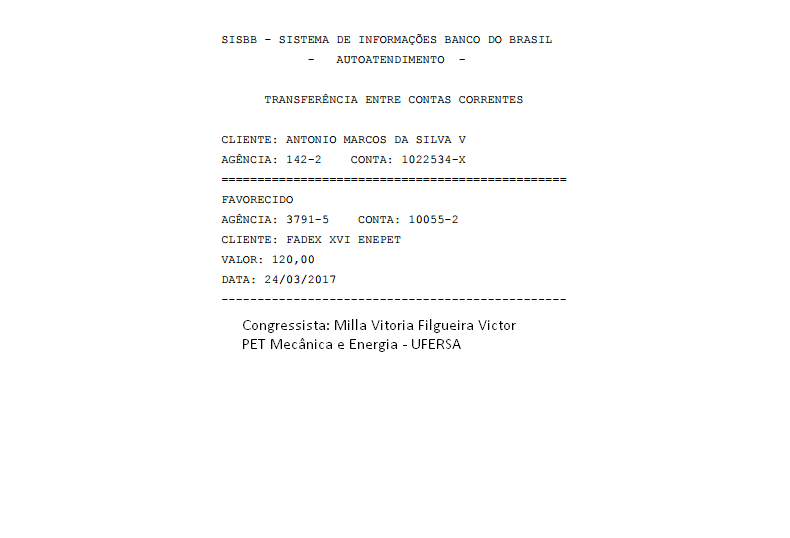 SISBB - SISTEMA DE INFORMAÇÕES BANCO DO BRASIL
- AUTOATENDIMENTO -
TRANSFERÊNCIA ENTRE CONTAS CORRENTES
CLIENTE: ANTONIO MARCOS DA SILVA V
AGÊNCIA: 142-2 CONTA: 1022534-X
================================================
FAVORECIDO
AGÊNCIA: 3791-5 CONTA: 10055-2
CLIENTE: FADEX XVI ENEPET
VALOR: 120,00
DATA: 24/03/2017
------------------------------------------------
Congressista: Milla Vitoria Filgueira Victor
PET Mecânica e Energia - UFERSA